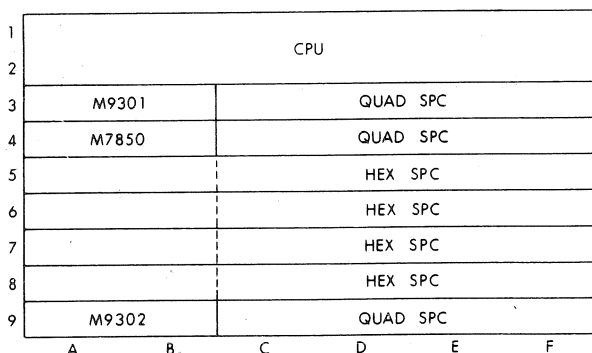 1
CPU
2
3 M9301 QUAD SPC
4 M7850 QUAD SPC
5 HEX SPC
6 HEX SPC
7 HEX SPC
8 HEX SPC
9 M9302 QUAD SPC
A B C D E F